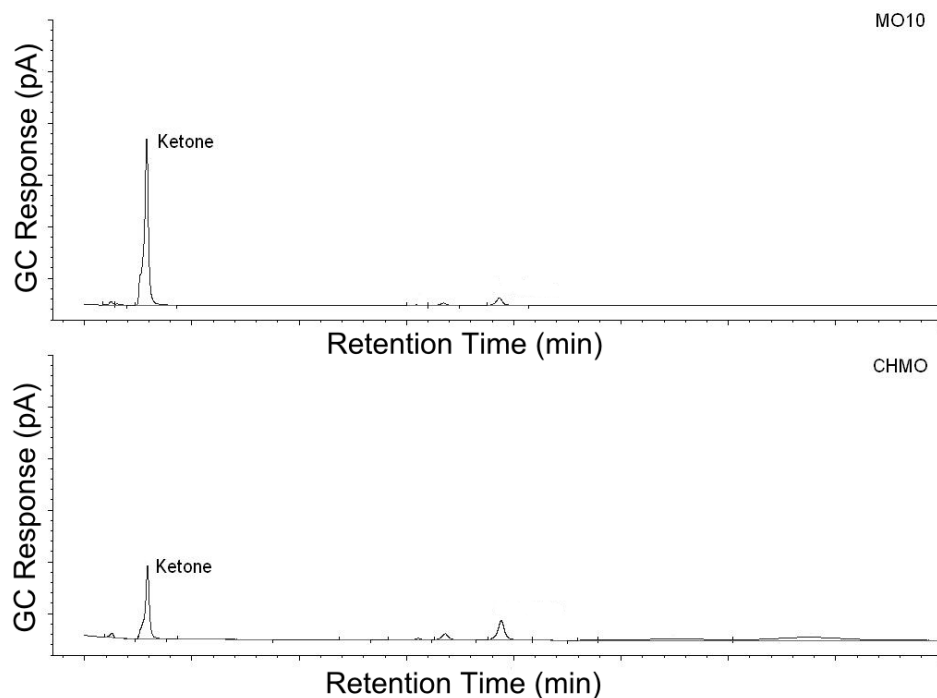 MO10
GC Response (pA)
Ketone
Retention Time (min)
CHMO
GC Response (pA)
Ketone
Retention Time (min)